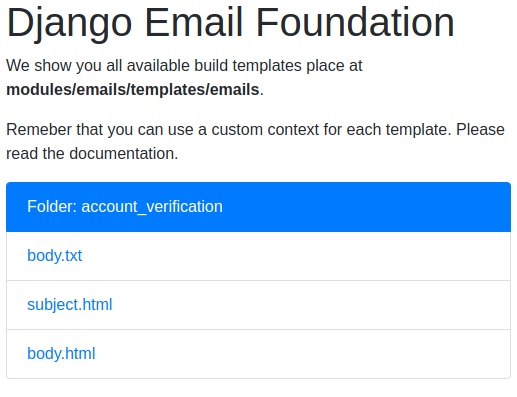 Django Email Foundation
We show you all available build templates place at
modules/emails/templates/emails.
Remeber that you can use a custom context for each template. Please
read the documentation.
Folder: account_verification
body.txt
subject.html
body.html